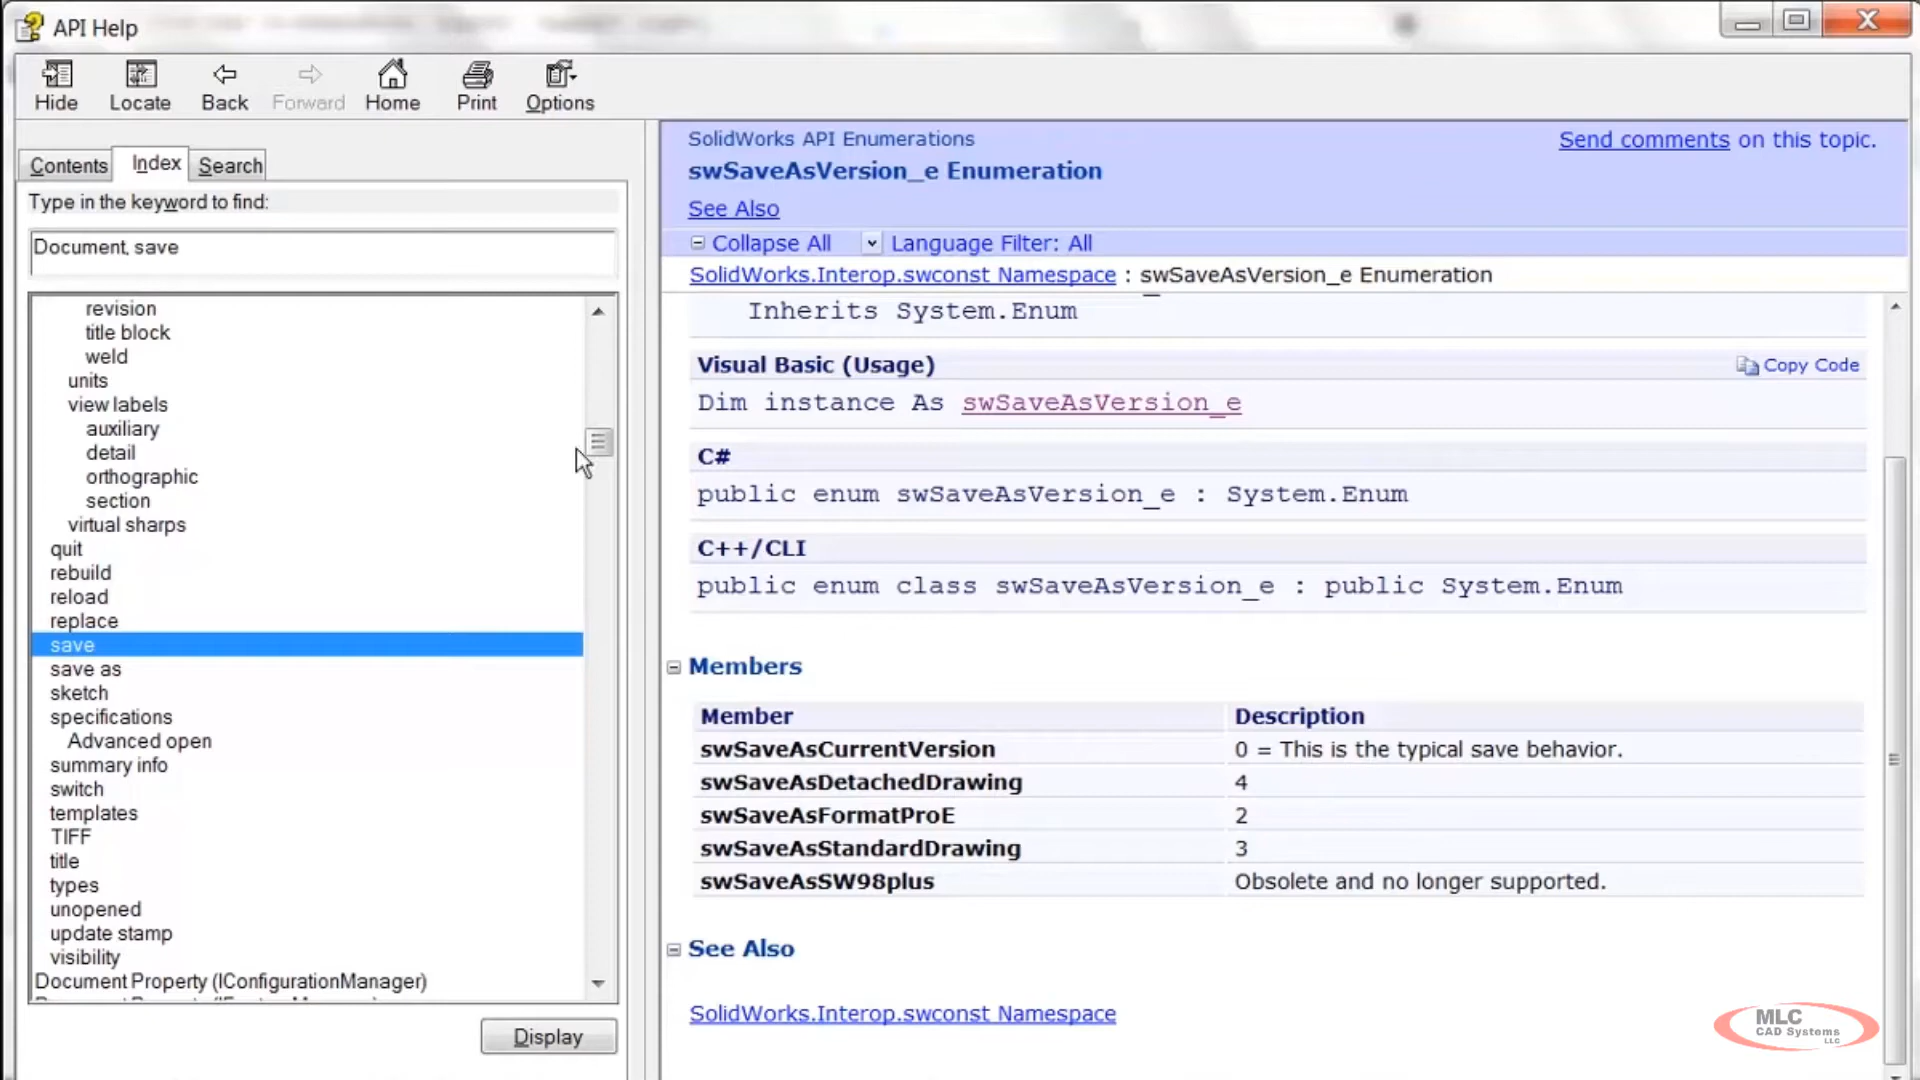 API Help
Hide Locate Back Forward Home Print Options
Contents Index Search
Type in the keyword to find:
Document, save
revision
title block
weld
units
view labels
auxiliary
detail
orthographic
section
virtual sharps
quit
rebuild
reload
replace
save
save as
sketch
specifications
Advanced open
summary info
switch
templates
TIFF
title
types
unopened
update stamp
visibility
Document Property (IConfigurationManager)
Display
SolidWorks API Enumerations
Send comments on this topic.
swSaveAsVersion_e Enumeration
See Also
Collapse All Language Filter: All
SolidWorks.Interop.swconst Namespace : swSaveAsVersion_e Enumeration
Inherits System.Enum
Visual Basic (Usage) Copy Code
Dim instance As swSaveAsVersion_e
C#
public enum swSaveAsVersion_e : System.Enum
C++/CLI
public enum class swSaveAsVersion_e : public System.Enum
Members
Member Description
swSaveAsCurrentVersion 0 = This is the typical save behavior.
swSaveAsDetachedDrawing 4
swSaveAsFormatProE 2
swSaveAsStandardDrawing 3
swSaveAsSW98plus Obsolete and no longer supported.
See Also
SolidWorks.Interop.swconst Namespace
MLC
CAD Systems
LLC